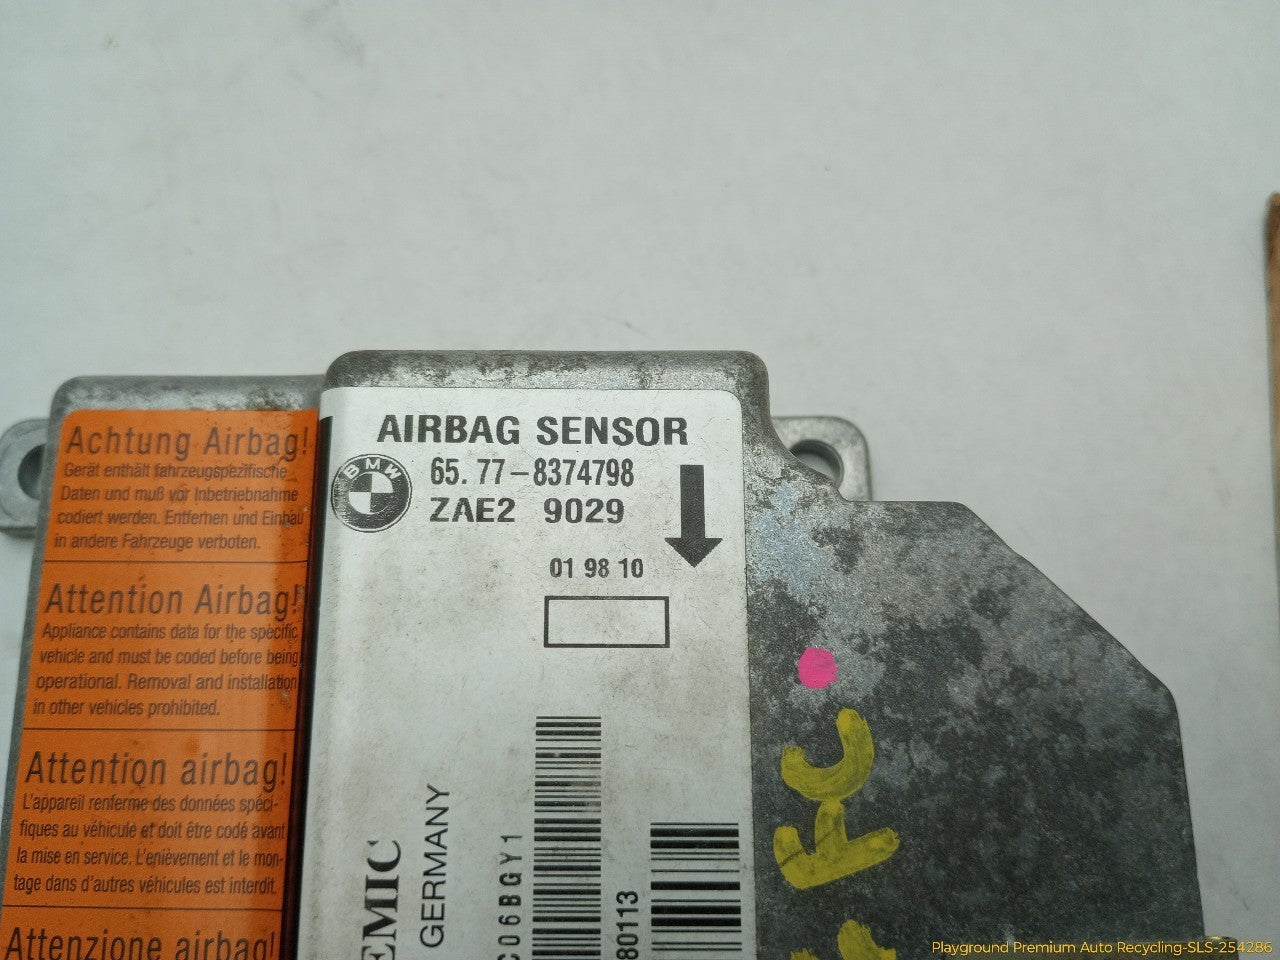 Achtung Airbag!
Gerät enthält fahrzeugspezifische
Daten und muß vor Inbetriebnahme
codiert werden. Entfernen und Einbau
in andere Fahrzeuge verboten.
Attention Airbag!
Appliance contains data for the specific
vehicle and must be coded before being
operational. Removal and installation
in other vehicles prohibited.
Attention airbag!
L'appareil renferme des données spéci-
fiques au véhicule et doit être codé avant
la mise en service. L'enièvement et le mon-
tage dans d'autres véhicules est interdit.
Attenzione airbag!
AIRBAG SENSOR
BMW
65.77-8374798
ZAE2 9029
01 98 10
EMIC
GERMANY
C06BGY1
80113
Playground Premium Auto Recycling-SLS-254286